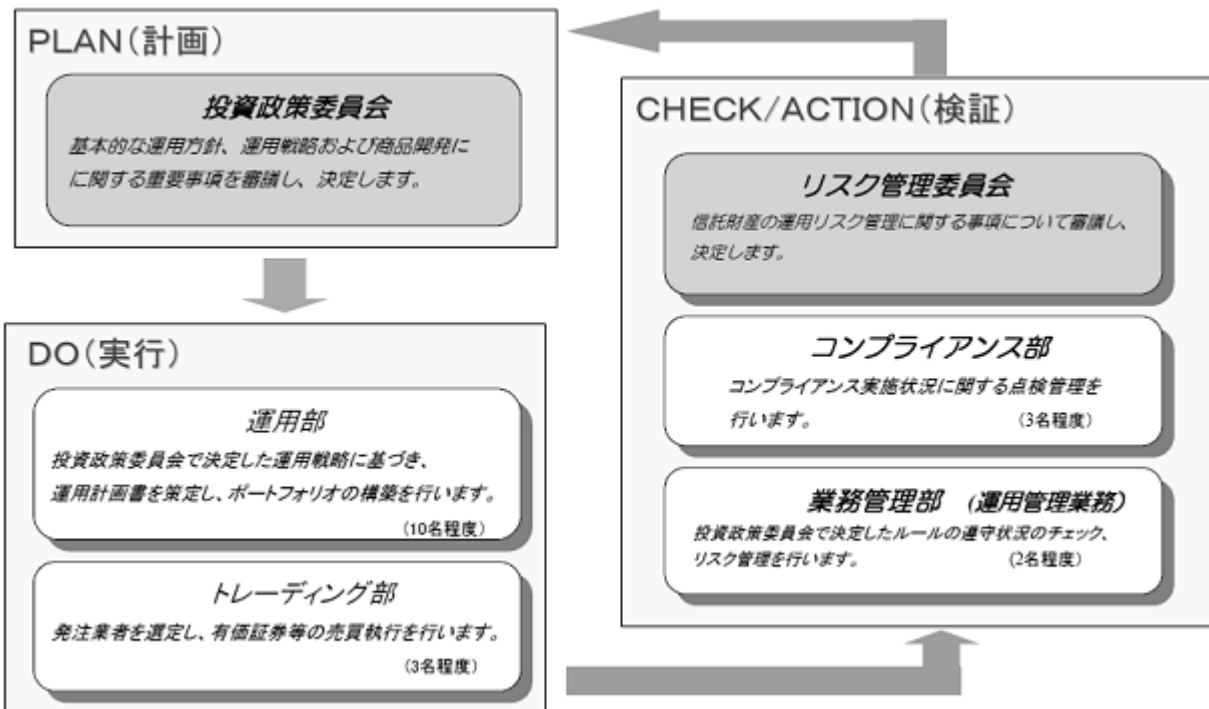 PLAN(計画)
投資政策委員会
基本的な運用方針、運用戦略および商品開発に
に関する重要事項を審議し、決定します。
DO(実行)
運用部
投資政策委員会で決定した運用戦略に基づき、
運用計画書を策定し、ポートフォリオの構築を行います。
(10名程度)
トレーディング部
発注業者を選定し、有価証券等の売買執行を行います。
(3名程度)
CHECK/ACTION(検証)
リスク管理委員会
信託財産の運用リスク管理に関する事項について審議し、
決定します。
コンプライアンス部
コンプライアンス実施状況に関する点検管理を
行います。 (3名程度)
業務管理部 (運用管理業務)
投資政策委員会で決定したルールの遵守状況のチェック、
リスク管理を行います。 (2名程度)